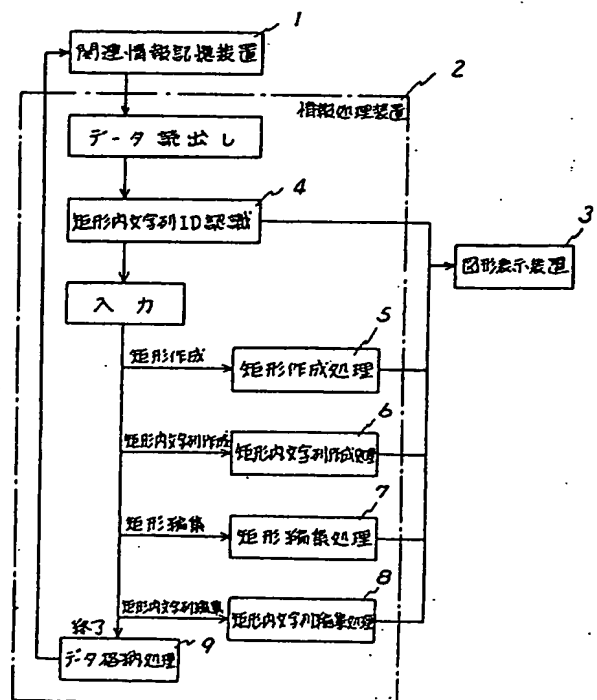 1
関連情報記憶装置
2
情報処理装置
データ読出し
4
矩形内文字列ID認識
3
図形表示装置
入力
5
矩形作成
矩形作成処理
6
矩形内文字列作成
矩形内文字列作成処理
7
矩形編集
矩形編集処理
8
矩形内文字列編集
矩形内文字列編集処理
終了
9
データ格納処理